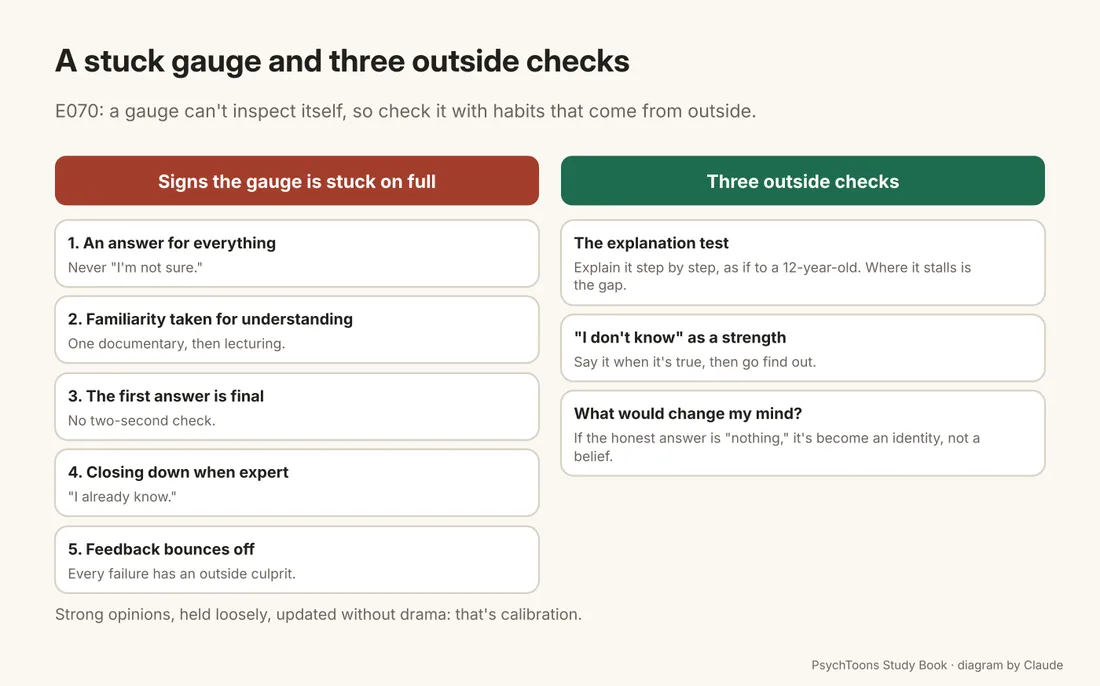 A stuck gauge and three outside checks
E070: a gauge can't inspect itself, so check it with habits that come from outside.
Signs the gauge is stuck on full
1. An answer for everything
Never "I'm not sure."
2. Familiarity taken for understanding
One documentary, then lecturing.
3. The first answer is final
No two-second check.
4. Closing down when expert
"I already know."
5. Feedback bounces off
Every failure has an outside culprit.
Three outside checks
The explanation test
Explain it step by step, as if to a 12-year-old. Where it stalls is
the gap.
"I don't know" as a strength
Say it when it's true, then go find out.
What would change my mind?
If the honest answer is "nothing," it's become an identity, not a
belief.
Strong opinions, held loosely, updated without drama: that's calibration.
PsychToons Study Book · diagram by Claude